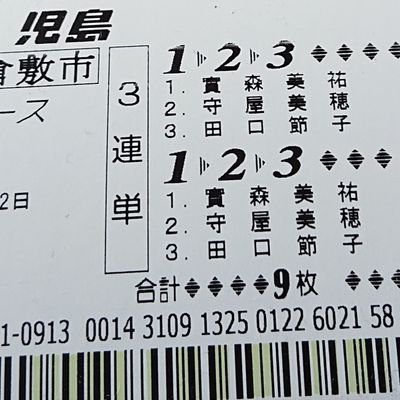 児島
倉敷市
ース
2日
3連単
1▷2▷3◆◆◆◆
1. 實森美祐
2. 守屋美穂
3. 田口節子
1▷2▷3◆◆◆◆
1. 實森美祐
2. 守屋美穂
3. 田口節子
合計◆◆◆◆9枚◆◆◆
1-0913 0014 3109 1325 0122 6021 58